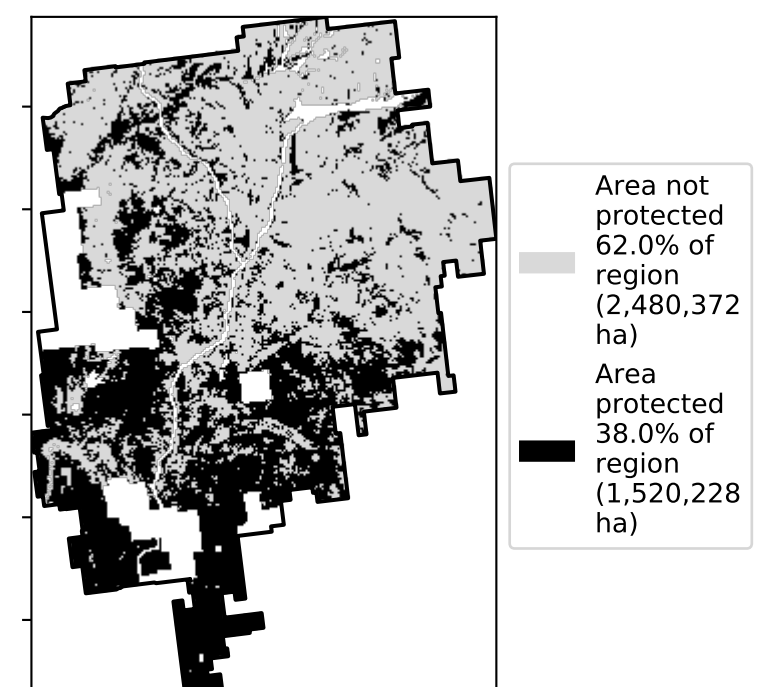 Area not
protected
62.0% of
region
(2,480,372
ha)
Area
protected
38.0% of
region
(1,520,228
ha)